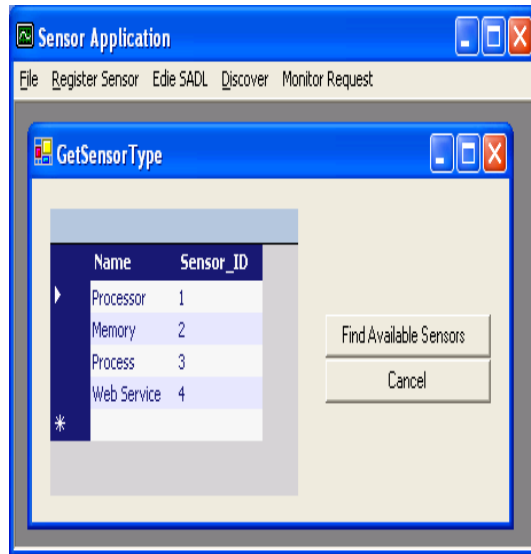 Sensor Application
File Register Sensor Edie SADL Discover Monitor Request
GetSensorType
Name Sensor_ID
Processor 1
Memory 2
Process 3
Web Service 4
Find Available Sensors
Cancel